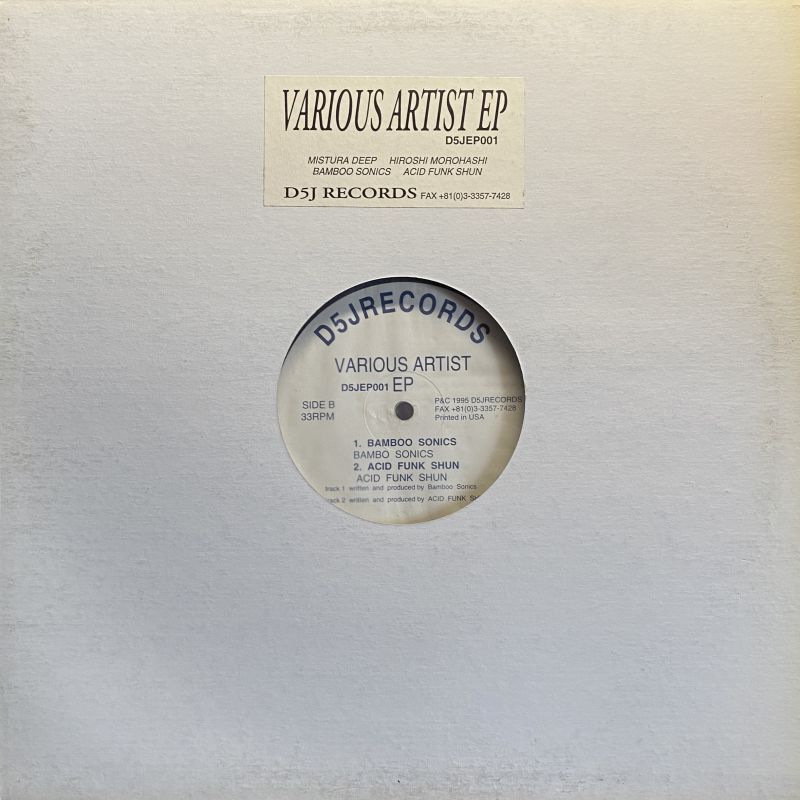 VARIOUS ARTIST EP
D5JEP001
MISTURA DEEP HIROSHI MOROHASHI
BAMBOO SONICS ACID FUNK SHUN
D5J RECORDS FAX +81(0)3-3357-7428
D5JRECORDS
VARIOUS ARTIST
D5JEP001 EP
SIDE B
33RPM
P&C 1995 D5JRECORDS
FAX +81(0)3-3357-7428
Printed in USA
1. BAMBOO SONICS
BAMBO SONICS
2. ACID FUNK SHUN
ACID FUNK SHUN
track 1 written and produced by Bamboo Sonics
track 2 written and produced by ACID FUNK